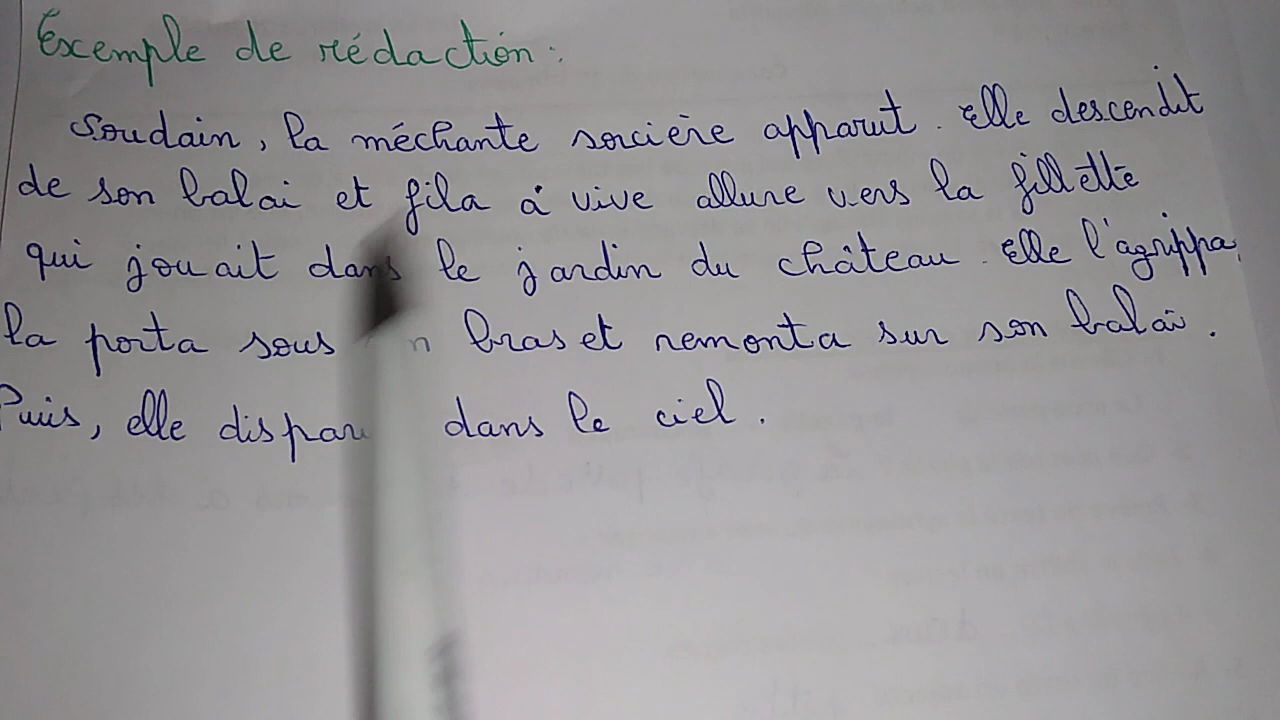 Exemple de rédaction :
Soudain, la méchante sorcière apparut. Elle descendit
de son balai et fila à vive allure vers la fillette
qui jouait dans le jardin du château. Elle l'agrippa,
la porta sous bras et remonta sur son balai.
Puis, elle dans le ciel.